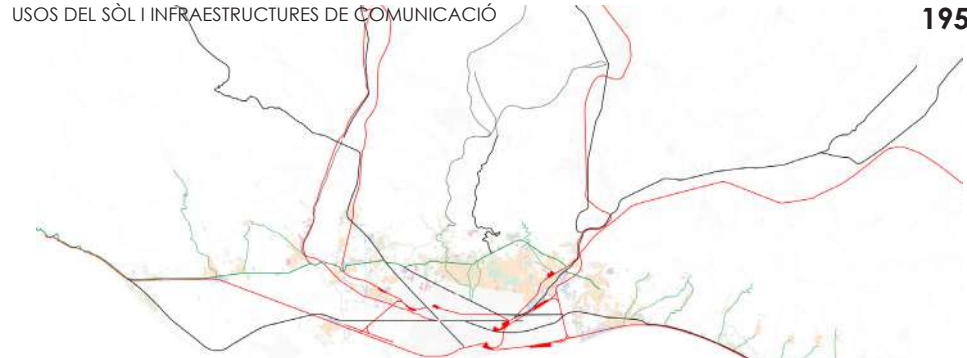 USOS DEL SÒL I INFRAESTRUCTURES DE COMUNICACIÓ
195